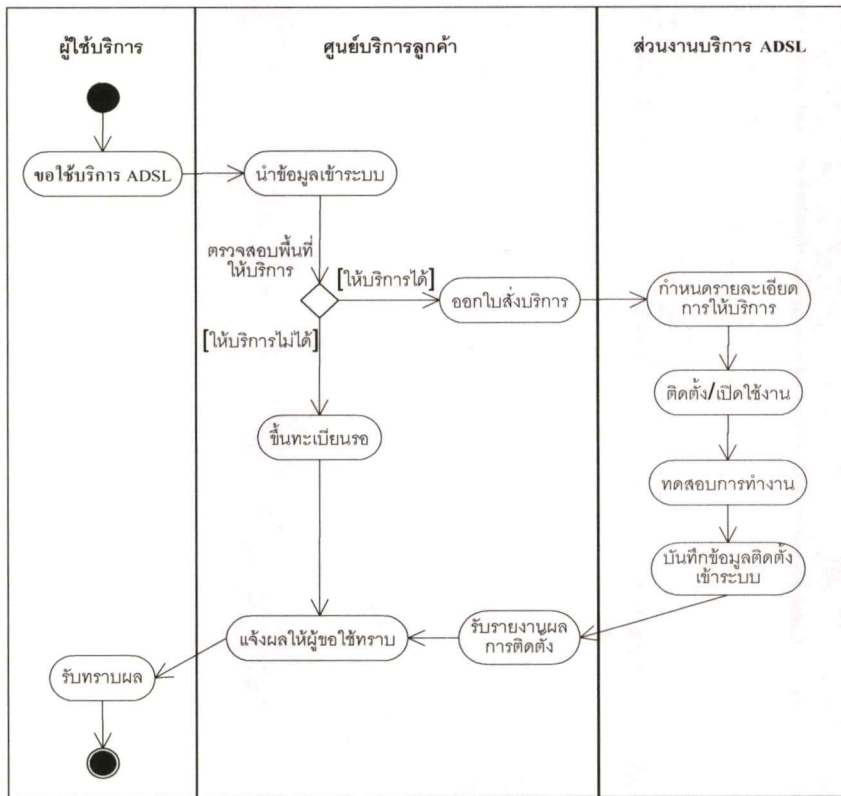 ผู้ใช้บริการ
ศูนย์บริการลูกค้า
ส่วนงานบริการ ADSL
ขอใช้บริการ ADSL
นำข้อมูลเข้าระบบ
ตรวจสอบพื้นที่
ให้บริการ
[ให้บริการได้]
ออกใบสั่งบริการ
กำหนดรายละเอียด
การให้บริการ
[ให้บริการไม่ได้]
ติดตั้ง/เปิดใช้งาน
ขึ้นทะเบียนรอ
ทดสอบการทำงาน
บันทึกข้อมูลติดตั้ง
เข้าระบบ
แจ้งผลให้ผู้ขอใช้ทราบ
รับรายงานผล
การติดตั้ง
รับทราบผล